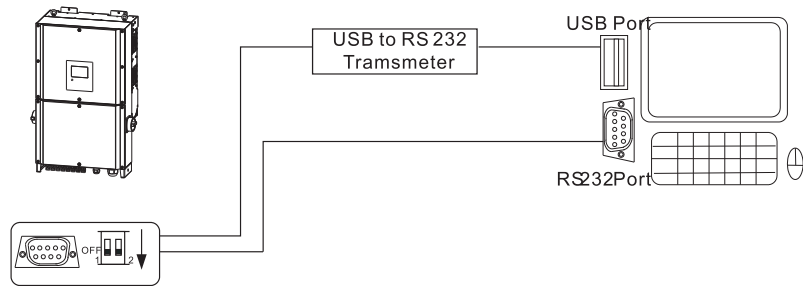 USB Port
USB to RS 232
Tramsmeter
RS232Port
OFF
1 2